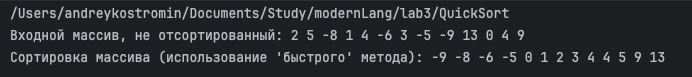 /Users/andreykostromin/Documents/Study/modernLang/lab3/QuickSort
Входной массив, не отсортированный: 2 5 -8 1 4 -6 3 -5 -9 13 0 4 9
Сортировка массива (использование 'быстрого' метода): -9 -8 -6 -5 0 1 2 3 4 4 5 9 13